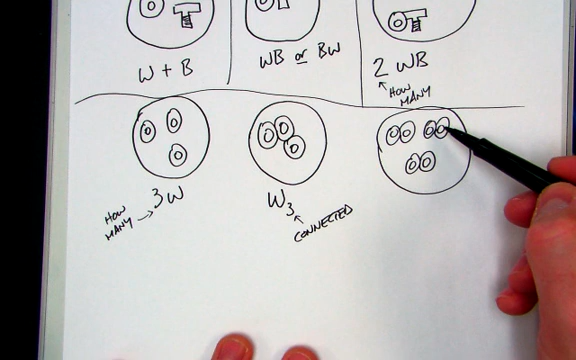 W + B
WB or BW
2 WB
HOW
MANY
HOW
MANY
3W
W3
CONNECTED